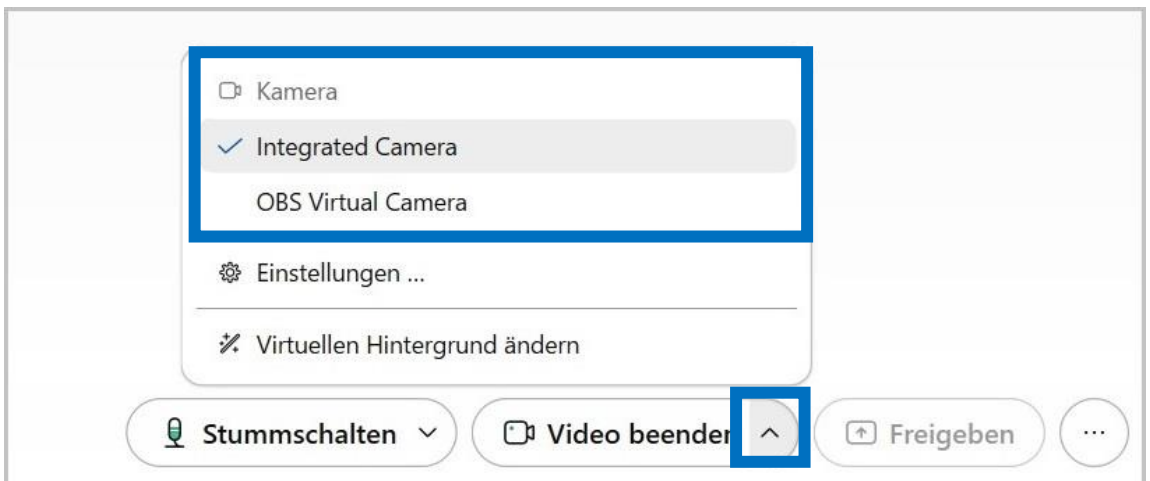 Kamera
Integrated Camera
OBS Virtual Camera
Einstellungen ...
Virtuellen Hintergrund ändern
Stummschalten Video beenden Freigeben ...